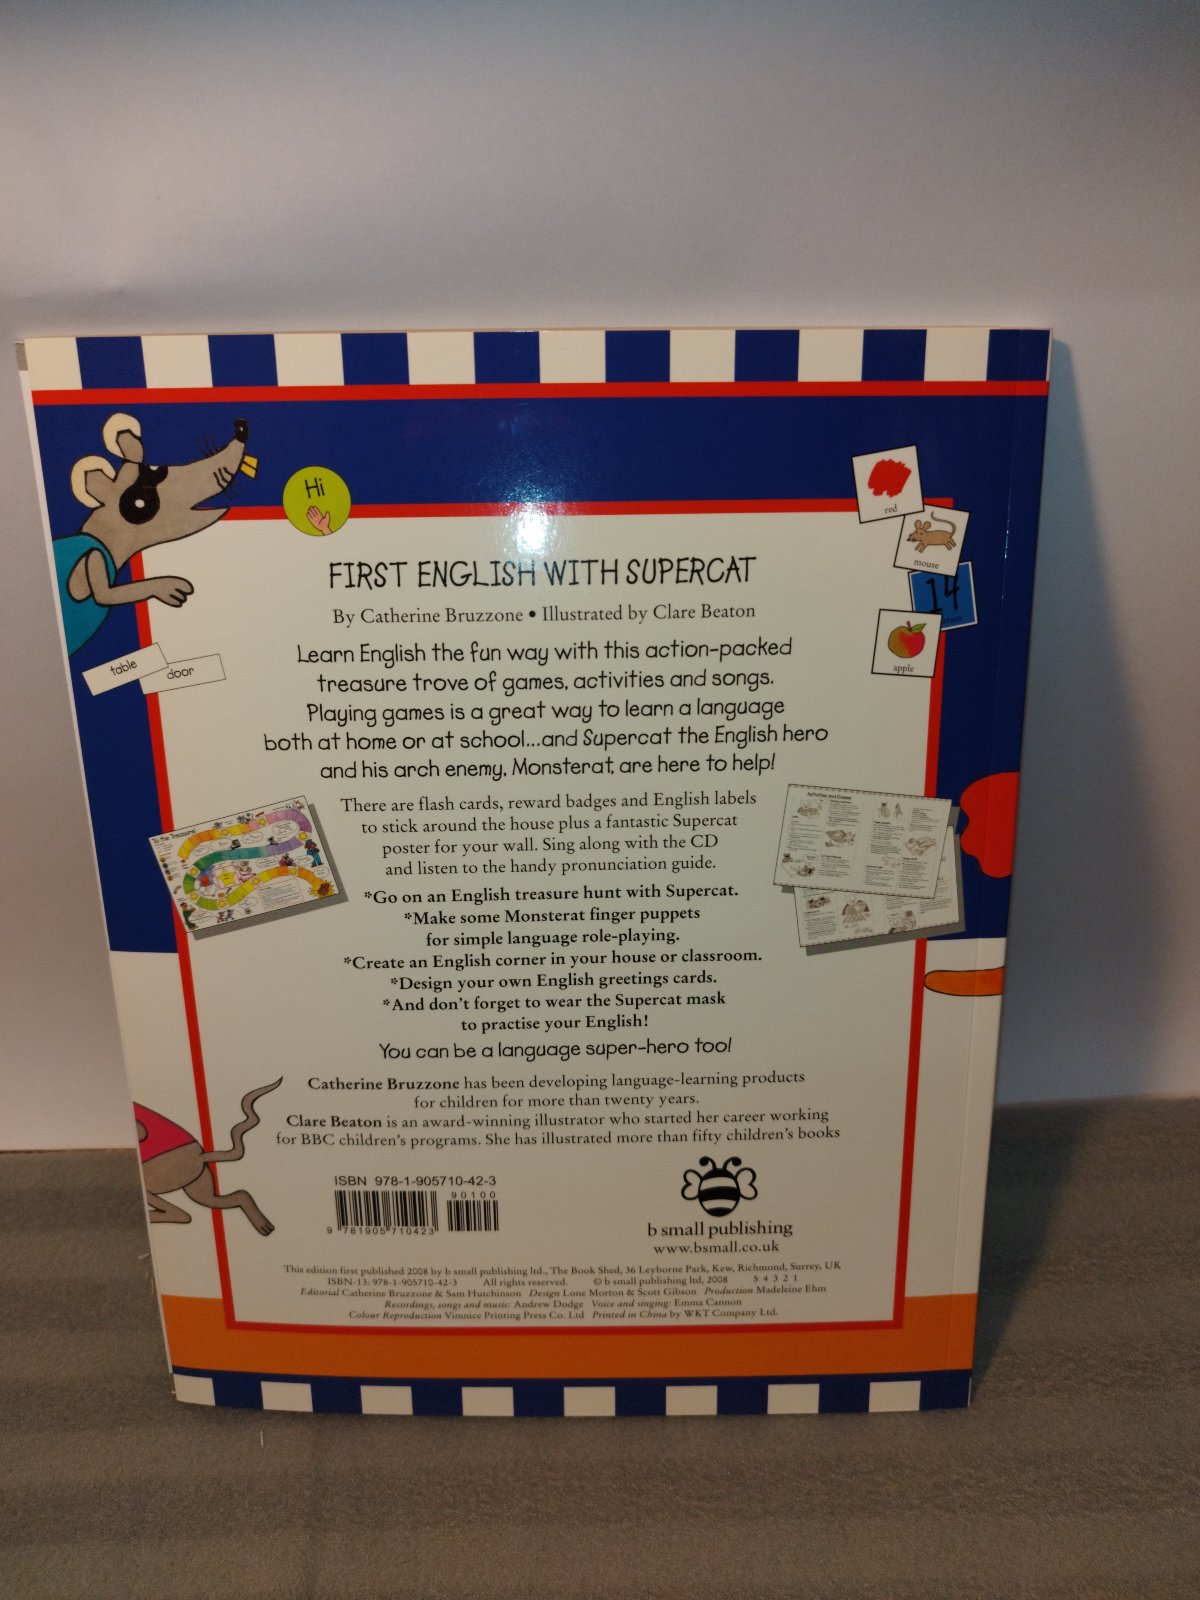 Hi
red
mouse
14
apple
table
door
FIRST ENGLISH WITH SUPERCAT
By Catherine Bruzzone • Illustrated by Clare Beaton
Learn English the fun way with this action-packed
treasure trove of games, activities and songs.
Playing games is a great way to learn a language
both at home or at school...and Supercat the English hero
and his arch enemy, Monsterat, are here to help!
To the Treasure!
Activities and Games
There are flash cards, reward badges and English labels
to stick around the house plus a fantastic Supercat
poster for your wall. Sing along with the CD
and listen to the handy pronunciation guide.
*Go on an English treasure hunt with Supercat.
*Make some Monsterat finger puppets
for simple language role-playing.
*Create an English corner in your house or classroom.
*Design your own English greetings cards.
*And don't forget to wear the Supercat mask
to practise your English!
You can be a language super-hero too!
Catherine Bruzzone has been developing language-learning products
for children for more than twenty years.
Clare Beaton is an award-winning illustrator who started her career working
for BBC children's programs. She has illustrated more than fifty children's books
ISBN 978-1-905710-42-3
90100
9 781905 710423
b small publishing
www.bsmall.co.uk
This edition first published 2008 by b small publishing ltd., The Book Shed, 36 Leyborne Park, Kew, Richmond, Surrey, UK
ISBN-13: 978-1-905710-42-3 All rights reserved. © b small publishing ltd, 2008 5 4 3 2 1
Editorial Catherine Bruzzone & Sam Hutchinson Design Lone Morton & Scott Gibson Production Madeleine Ehm
Recordings, songs and music: Andrew Dodge Voice and singing: Emma Cannon
Colour Reproduction Vimnice Printing Press Co. Ltd Printed in China by WKT Company Ltd.